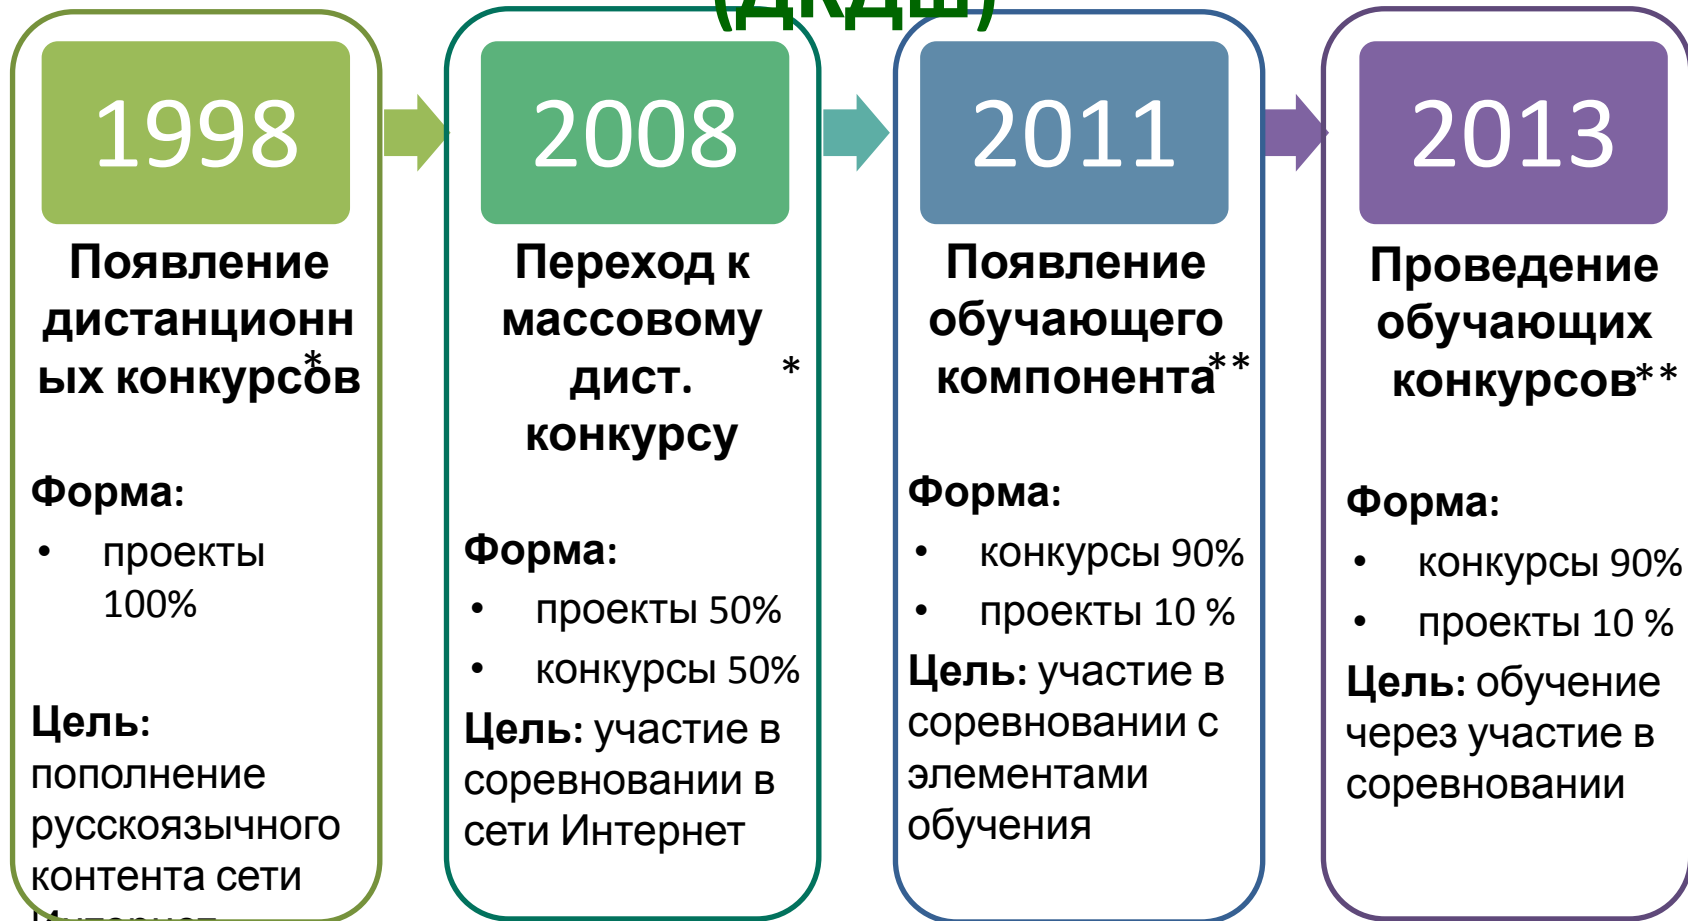 (ДКДШ)
1998
Появление
дистанционн
ых конкурсов*
Форма:
• проекты
100%
Цель:
пополнение
русскоязычного
контента сети
Интернет
2008
Переход к
массовому
дист. *
конкурсу
Форма:
• проекты 50%
• конкурсы 50%
Цель: участие в
соревновании в
сети Интернет
2011
Появление
обучающего
компонента**
Форма:
• конкурсы 90%
• проекты 10 %
Цель: участие в
соревновании с
элементами
обучения
2013
Проведение
обучающих
конкурсов**
Форма:
• конкурсы 90%
• проекты 10 %
Цель: обучение
через участие в
соревновании